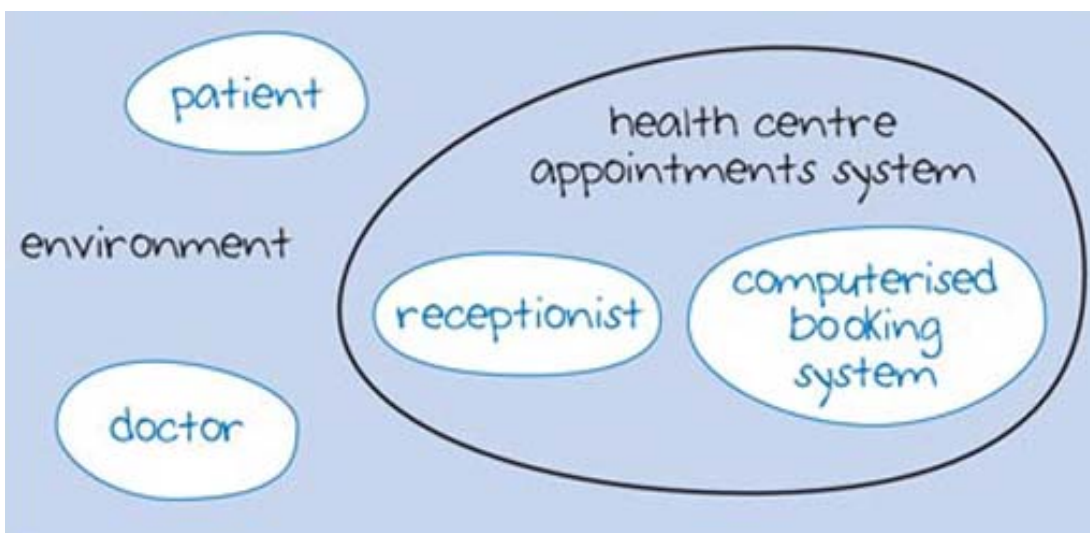 patient
health centre
appointments system
environment
receptionist
computerised
booking
system
doctor